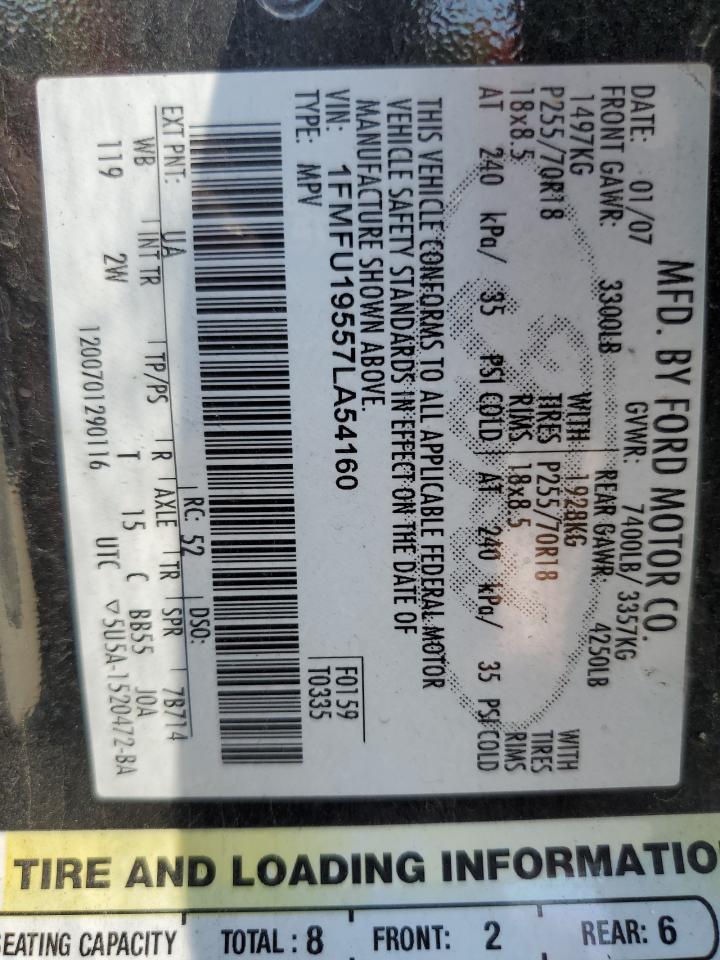 MFD. BY FORD MOTOR CO.
DATE: 01/07 GVWR: 7400LB/ 3357KG
FRONT GAWR: 3300LB REAR GAWR: 4250LB
1497KG WITH 1928KG WITH
P255/70R18 TIRES P255/70R18 TIRES
18x8.5 RIMS 18x8.5 RIMS
AT 240 kPa/ 35 PSI COLD AT 240 kPa/ 35 PSI COLD
THIS VEHICLE CONFORMS TO ALL APPLICABLE FEDERAL MOTOR
VEHICLE SAFETY STANDARDS IN EFFECT ON THE DATE OF
MANUFACTURE SHOWN ABOVE.
VIN: 1FMFU19557LA54160 F0159
TYPE: MPV T0335
EXT PNT: UA RC: 52 DSO:
WB INT TR TP/PS R AXLE TR SPR 7B714
119 2W T 15 C BB55 J0A
1200701290116 UTC ▽5U5A-1520472-BA
TIRE AND LOADING INFORMATIO
SEATING CAPACITY TOTAL : 8 FRONT: 2 REAR: 6